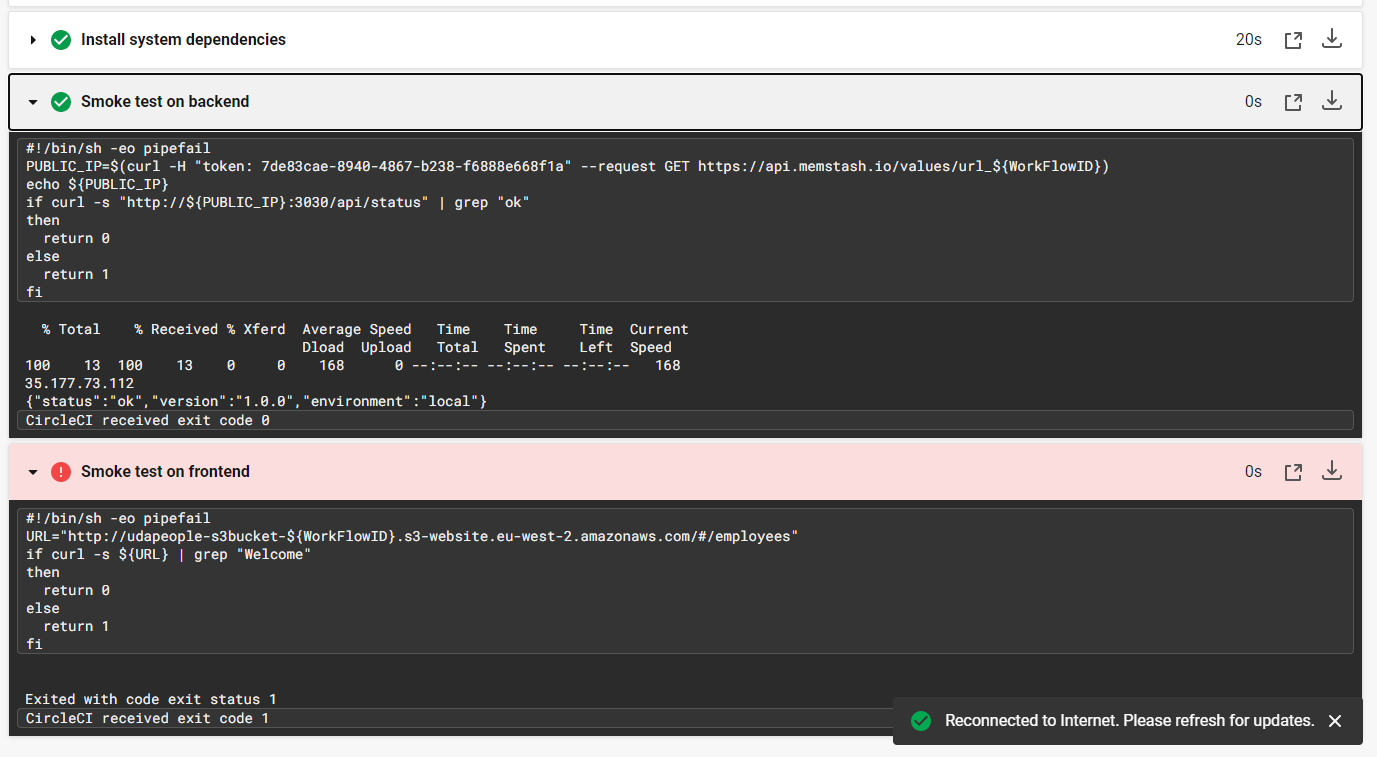 Install system dependencies 20s
Smoke test on backend 0s
#!/bin/sh -eo pipefail
PUBLIC_IP=$(curl -H "token: 7de83cae-8940-4867-b238-f6888e668f1a" --request GET https://api.memstash.io/values/url_${WorkFlowID})
echo ${PUBLIC_IP}
if curl -s "http://${PUBLIC_IP}:3030/api/status" | grep "ok"
then
  return 0
else
  return 1
fi
  % Total    % Received % Xferd  Average Speed   Time    Time     Time  Current
                                 Dload  Upload   Total   Spent    Left  Speed
100    13  100    13    0     0    168      0 --:--:-- --:--:-- --:--:--   168
35.177.73.112
{"status":"ok","version":"1.0.0","environment":"local"}
CircleCI received exit code 0
Smoke test on frontend 0s
#!/bin/sh -eo pipefail
URL="http://udapeople-s3bucket-${WorkFlowID}.s3-website.eu-west-2.amazonaws.com/#/employees"
if curl -s ${URL} | grep "Welcome"
then
  return 0
else
  return 1
fi
Exited with code exit status 1
CircleCI received exit code 1
Reconnected to Internet. Please refresh for updates.